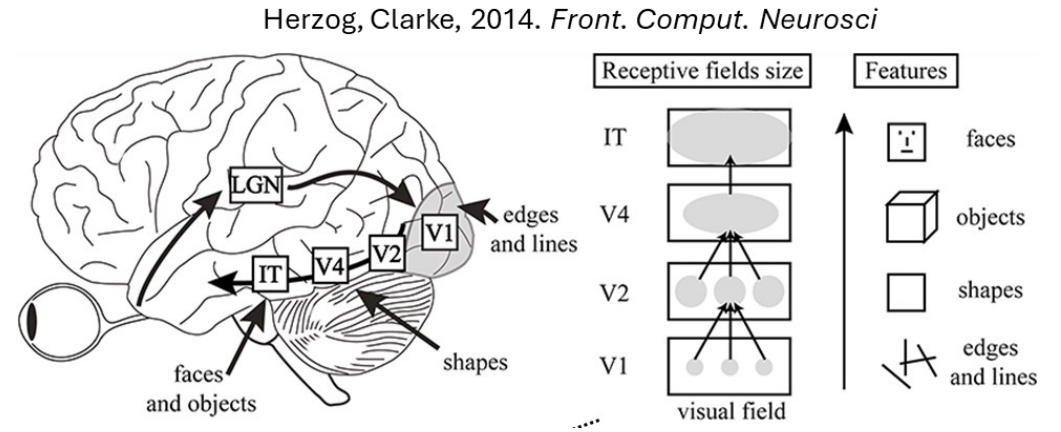 Herzog, Clarke, 2014. Front. Comput. Neurosci
LGN
V1
V2
V4
IT
edges
and lines
shapes
faces
and objects
Receptive fields size
IT
V4
V2
V1
visual field
Features
faces
objects
shapes
edges
and lines